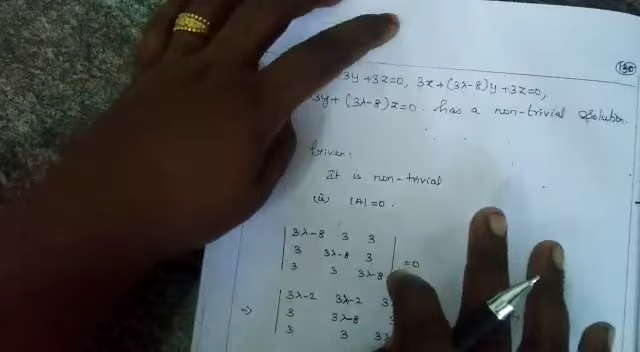 130
3y + 3z = 0, 3x + (3λ-8)y + 3z = 0,
3y + (3λ-8)z = 0 has a non-trivial solution.
Given:
It is non-trivial
(i) |A| = 0.
| 3λ-8 3 3 |
| 3 3λ-8 3 | = 0
| 3 3 3λ-8 |
⇒ | 3λ-2 3λ-2 3
| 3 3λ-8
| 3 3 3λ